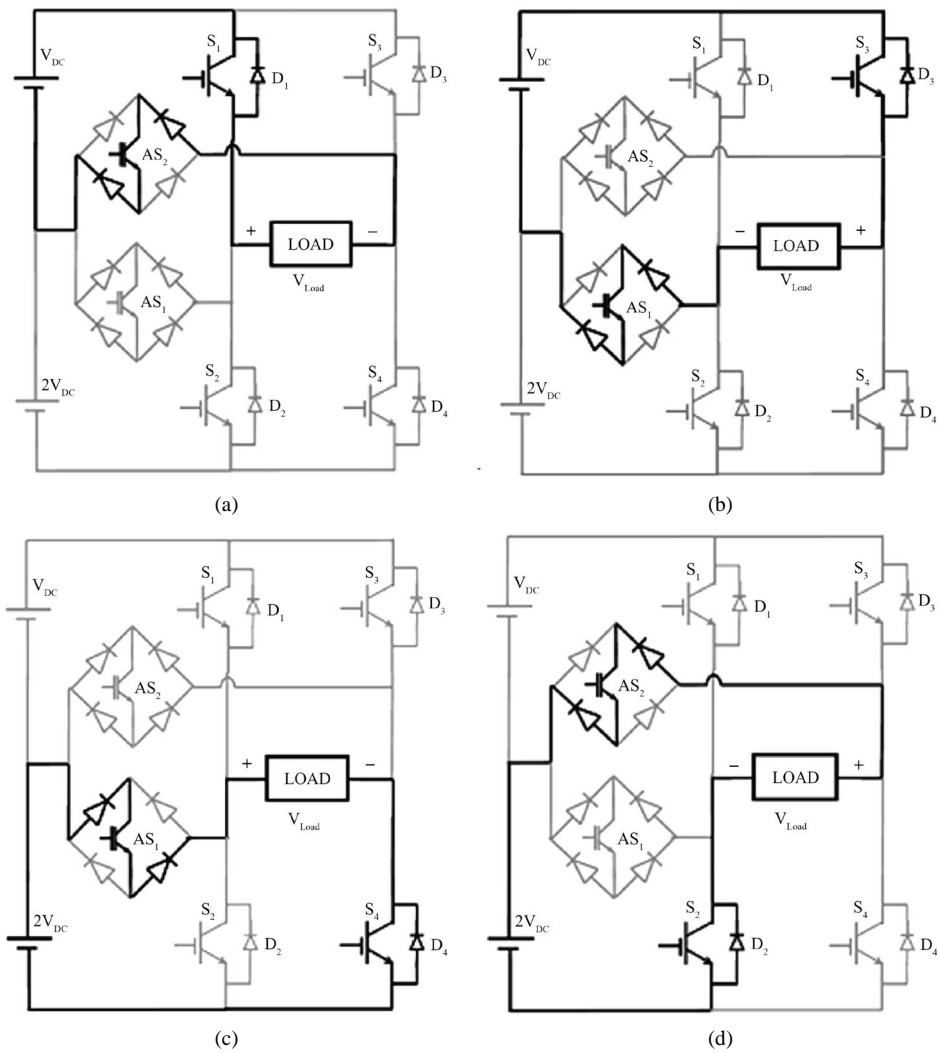 V_DC
S_1
D_1
S_3
D_3
AS_2
+ LOAD −
V_Load
AS_1
2V_DC
S_2
D_2
S_4
D_4
(a)
V_DC
S_1
D_1
S_3
D_3
AS_2
− LOAD +
V_Load
AS_1
2V_DC
S_2
D_2
S_4
D_4
(b)
V_DC
S_1
D_1
S_3
D_3
AS_2
+ LOAD −
V_Load
AS_1
2V_DC
S_2
D_2
S_4
D_4
(c)
V_DC
S_1
D_1
S_3
D_3
AS_2
− LOAD +
V_Load
AS_1
2V_DC
S_2
D_2
S_4
D_4
(d)